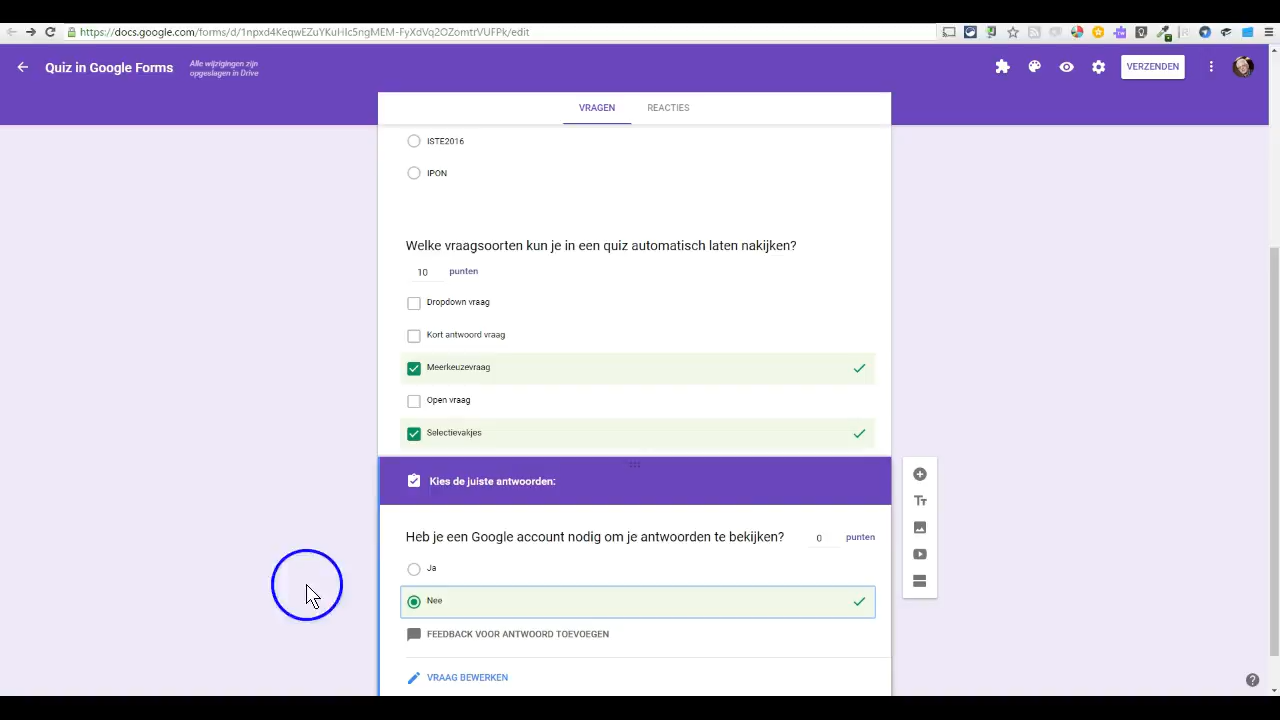 https://docs.google.com/forms/d/1npxd4KeqwEZuYKuHIc5ngMEM-FyXdVq2OZomtrVUFPk/edit
Quiz in Google Forms
Alle wijzigingen zijn
opgeslagen in Drive
VERZENDEN
VRAGEN
REACTIES
ISTE2016
IPON
Welke vraagsoorten kun je in een quiz automatisch laten nakijken?
10 punten
Dropdown vraag
Kort antwoord vraag
Meerkeuzevraag
Open vraag
Selectievakjes
Kies de juiste antwoorden:
Tт
Heb je een Google account nodig om je antwoorden te bekijken? 0 punten
Ja
Nee
FEEDBACK VOOR ANTWOORD TOEVOEGEN
VRAAG BEWERKEN